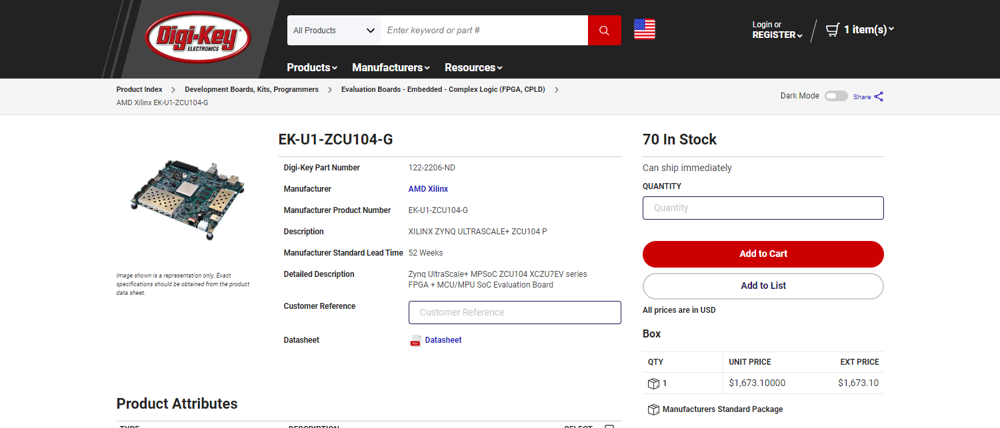 Digi-Key
ELECTRONICS
All Products
Enter keyword or part #
Login or
REGISTER
1 item(s)
Products
Manufacturers
Resources
Product Index > Development Boards, Kits, Programmers > Evaluation Boards - Embedded - Complex Logic (FPGA, CPLD) >
AMD Xilinx EK-U1-ZCU104-G
Dark Mode
Share
Image shown is a representation only. Exact
specifications should be obtained from the product
data sheet.
EK-U1-ZCU104-G
Digi-Key Part Number 122-2206-ND
Manufacturer AMD Xilinx
Manufacturer Product Number EK-U1-ZCU104-G
Description XILINX ZYNQ ULTRASCALE+ ZCU104 P
Manufacturer Standard Lead Time 52 Weeks
Detailed Description Zynq UltraScale+ MPSoC ZCU104 XCZU7EV series
FPGA + MCU/MPU SoC Evaluation Board
Customer Reference Customer Reference
Datasheet PDF Datasheet
70 In Stock
Can ship immediately
QUANTITY
Quantity
Add to Cart
Add to List
All prices are in USD
Box
QTY UNIT PRICE EXT PRICE
1 $1,673.10000 $1,673.10
Manufacturers Standard Package
Product Attributes
TYPE DESCRIPTION SELECT